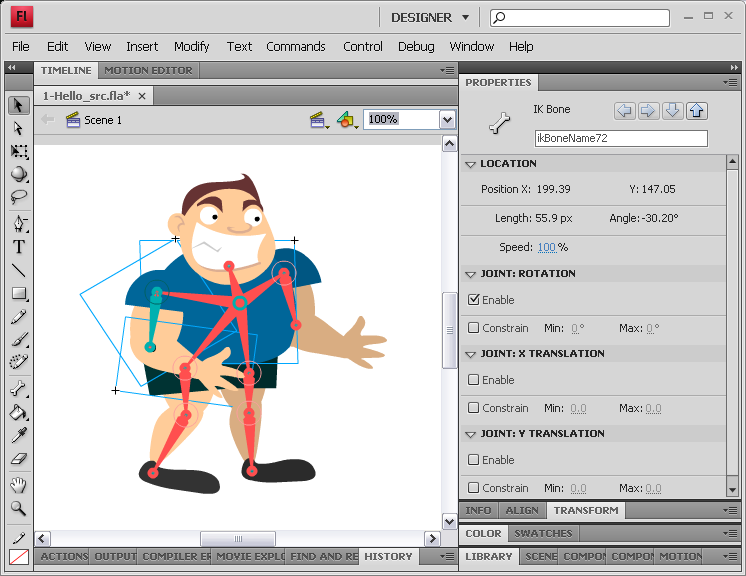 Fl
DESIGNER
File Edit View Insert Modify Text Commands Control Debug Window Help
TIMELINE MOTION EDITOR
1-Hello_src.fla*
Scene 1
100%
PROPERTIES
IK Bone
ikBoneName72
LOCATION
Position X: 199.39 Y: 147.05
Length: 55.9 px Angle: -30.20°
Speed: 100 %
JOINT: ROTATION
Enable
Constrain Min: 0° Max: 0°
JOINT: X TRANSLATION
Enable
Constrain Min: 0.0 Max: 0.0
JOINT: Y TRANSLATION
Enable
Constrain Min: 0.0 Max: 0.0
INFO ALIGN TRANSFORM
COLOR SWATCHES
ACTIONS OUTPUT COMPILER ER MOVIE EXPLO FIND AND RE HISTORY
LIBRARY SCENE COMPO COMPO MOTION